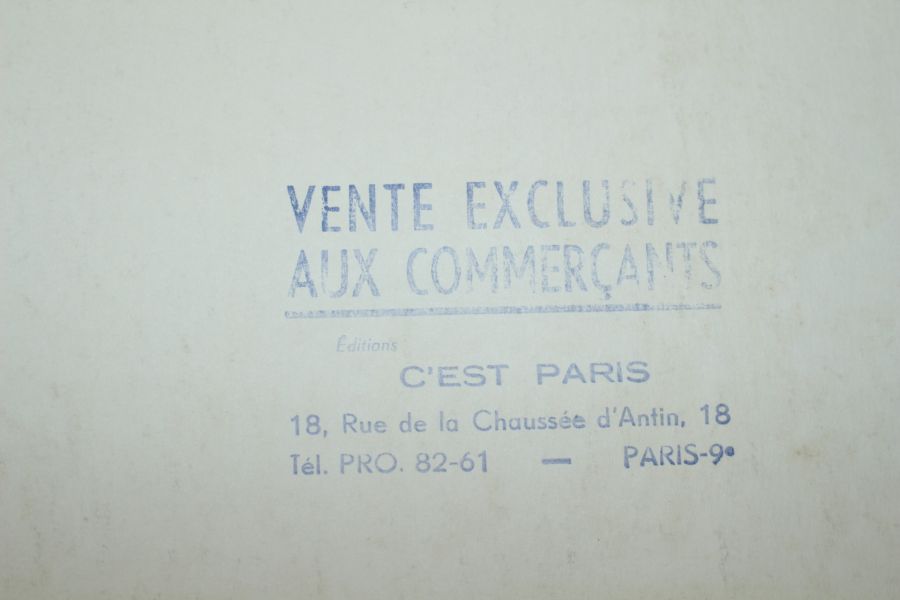 VENTE EXCLUSIVE
AUX COMMERÇANTS
Éditions
C'EST PARIS
18, Rue de la Chaussée d'Antin, 18
Tél. PRO. 82-61 — PARIS-9e